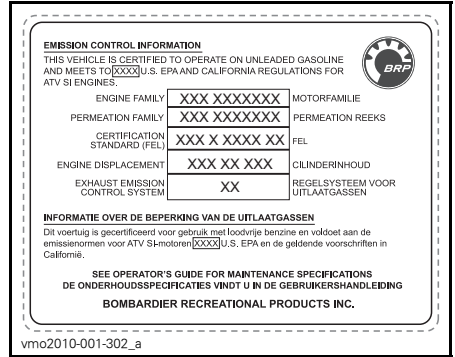 EMISSION CONTROL INFORMATION
THIS VEHICLE IS CERTIFIED TO OPERATE ON UNLEADED GASOLINE
AND MEETS TO XXXX U.S. EPA AND CALIFORNIA REGULATIONS FOR
ATV SI ENGINES.
BRP
ENGINE FAMILY XXX XXXXXXX MOTORFAMILIE
PERMEATION FAMILY XXX XXXXXXX PERMEATION REEKS
CERTIFICATION
STANDARD (FEL) XXX X XXXX XX FEL
ENGINE DISPLACEMENT XXX XX XXX CILINDERINHOUD
EXHAUST EMISSION REGELSYSTEEM VOOR
CONTROL SYSTEM XX UITLAATGASSEN
INFORMATIE OVER DE BEPERKING VAN DE UITLAATGASSEN
Dit voertuig is gecertificeerd voor gebruik met loodvrije benzine en voldoet aan de
emissienormen voor ATV SI-motoren XXXX U.S. EPA en de geldende voorschriften in
Californië.
SEE OPERATOR'S GUIDE FOR MAINTENANCE SPECIFICATIONS
DE ONDERHOUDSSPECIFICATIES VINDT U IN DE GEBRUIKERSHANDLEIDING
BOMBARDIER RECREATIONAL PRODUCTS INC.
vmo2010-001-302_a